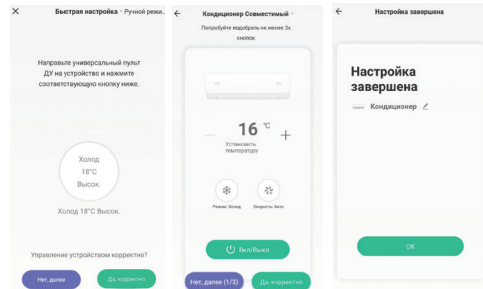 Быстрая настройка · Ручной режи..
Направьте универсальный пульт
ДУ на устройство и нажмите
соответствующую кнопку ниже.
Холод
18°C
Высок.
Холод 18°C Высок.
Управление устройством корректно?
Нет, далее
Да, корректно
Кондиционер Совместимый
Попробуйте подобрать не менее 3х
кнопок
16 °C
Установить
температуру
Режим: Холод
Скорость: Авто
Вкл/Выкл
Нет, далее (1/3)
Да, корректно
Настройка завершена
Настройка
завершена
Кондиционер
OK